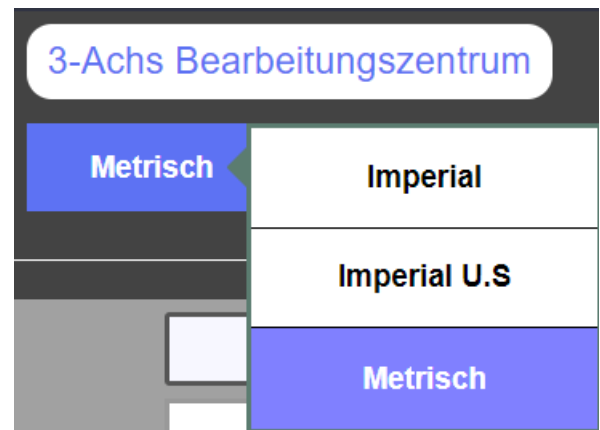 3-Achs Bearbeitungszentrum
Metrisch
Imperial
Imperial U.S
Metrisch